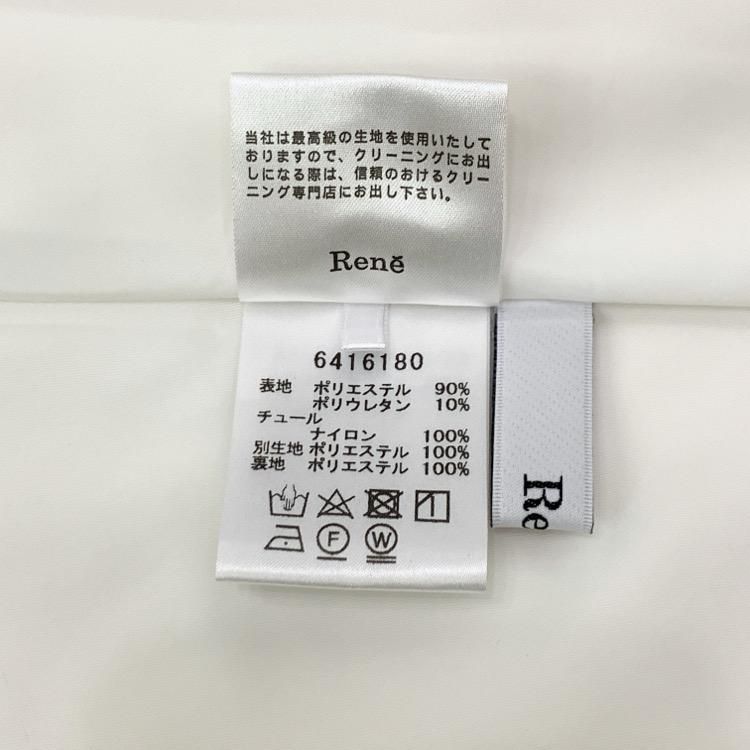 当社は最高級の生地を使用いたして
おりますので、クリーニングにお出
しになる際は、信頼のおけるクリー
ニング専門店にお出し下さい。
Renĕ
6416180
表地 ポリエステル 90%
ポリウレタン 10%
チュール
ナイロン 100%
別生地 ポリエステル 100%
裏地 ポリエステル 100%
F W
Re